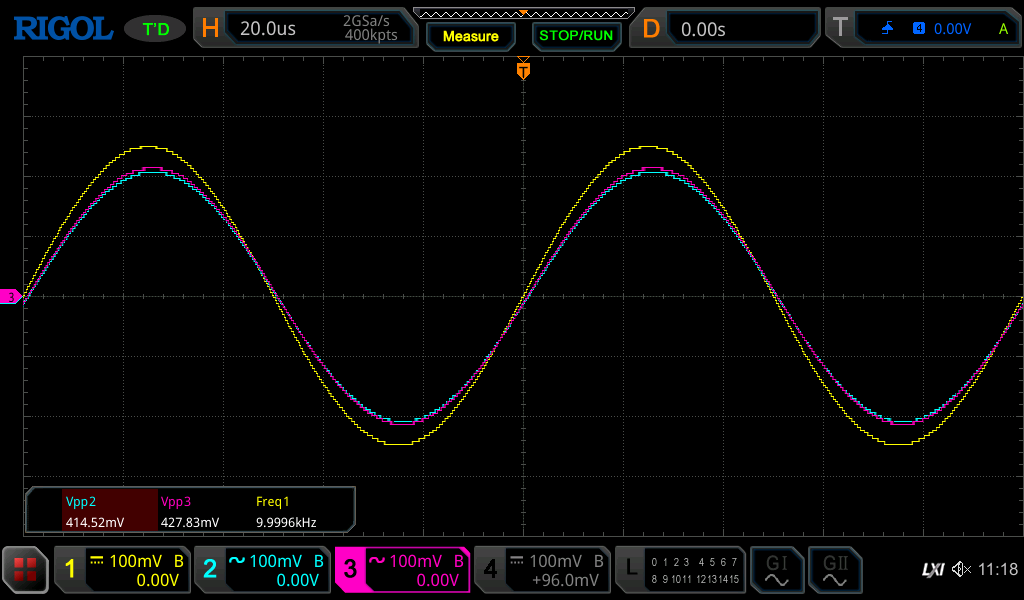 RIGOL T'D H 20.0us 2GSa/s 400kpts Measure STOP/RUN D 0.00s T 4 0.00V A
T
3
Vpp2 Vpp3 Freq1
414.52mV 427.83mV 9.9996kHz
1 100mV B 0.00V
2 100mV B 0.00V
3 100mV B 0.00V
4 100mV B +96.0mV
L 0 1 2 3 4 5 6 7
8 9 10 11 12 13 14 15
GI
GII
LXI 11:18